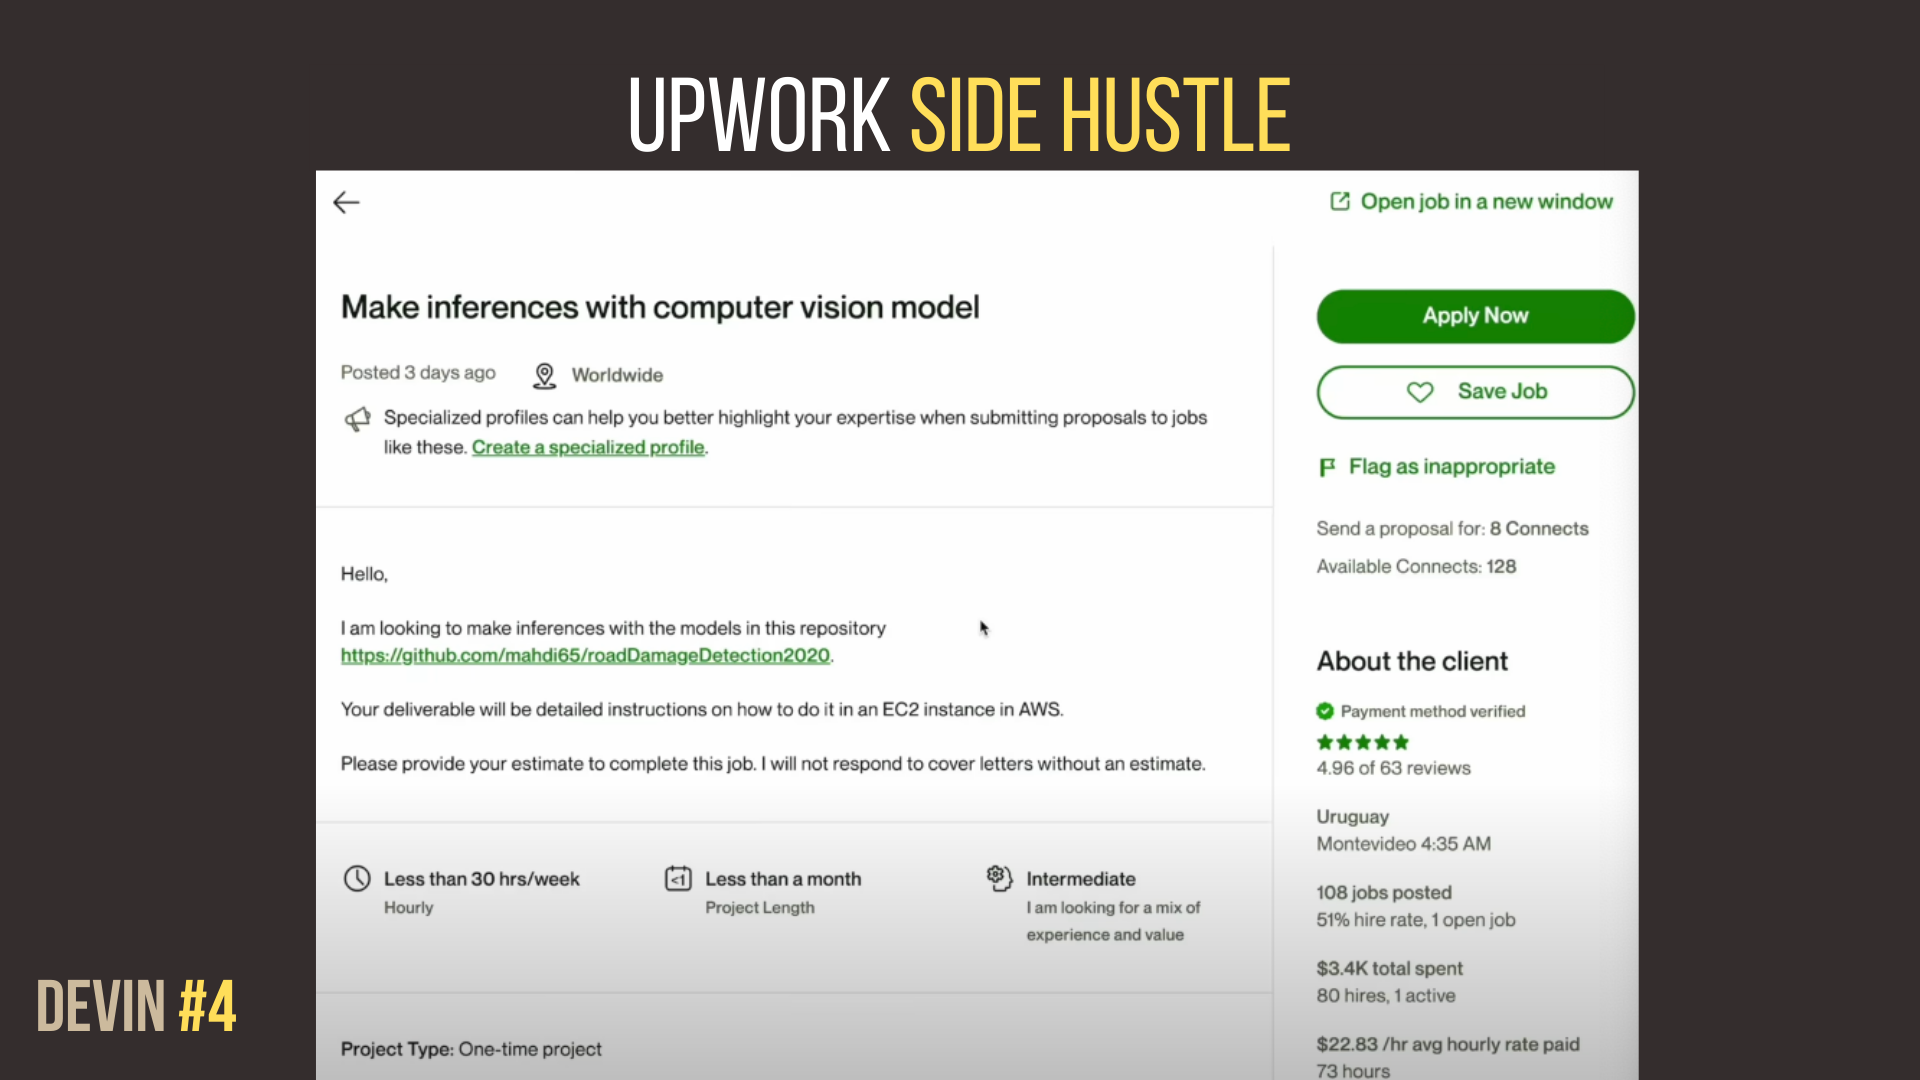 UPWORK SIDE HUSTLE
Open job in a new window
Make inferences with computer vision model
Posted 3 days ago Worldwide
Specialized profiles can help you better highlight your expertise when submitting proposals to jobs
like these. Create a specialized profile.
Hello,
I am looking to make inferences with the models in this repository
https://github.com/mahdi65/roadDamageDetection2020.
Your deliverable will be detailed instructions on how to do it in an EC2 instance in AWS.
Please provide your estimate to complete this job. I will not respond to cover letters without an estimate.
Less than 30 hrs/week
Hourly
<1
Less than a month
Project Length
Intermediate
I am looking for a mix of
experience and value
Project Type: One-time project
Apply Now
Save Job
Flag as inappropriate
Send a proposal for: 8 Connects
Available Connects: 128
About the client
Payment method verified
4.96 of 63 reviews
Uruguay
Montevideo 4:35 AM
108 jobs posted
51% hire rate, 1 open job
$3.4K total spent
80 hires, 1 active
$22.83 /hr avg hourly rate paid
73 hours
DEVIN #4